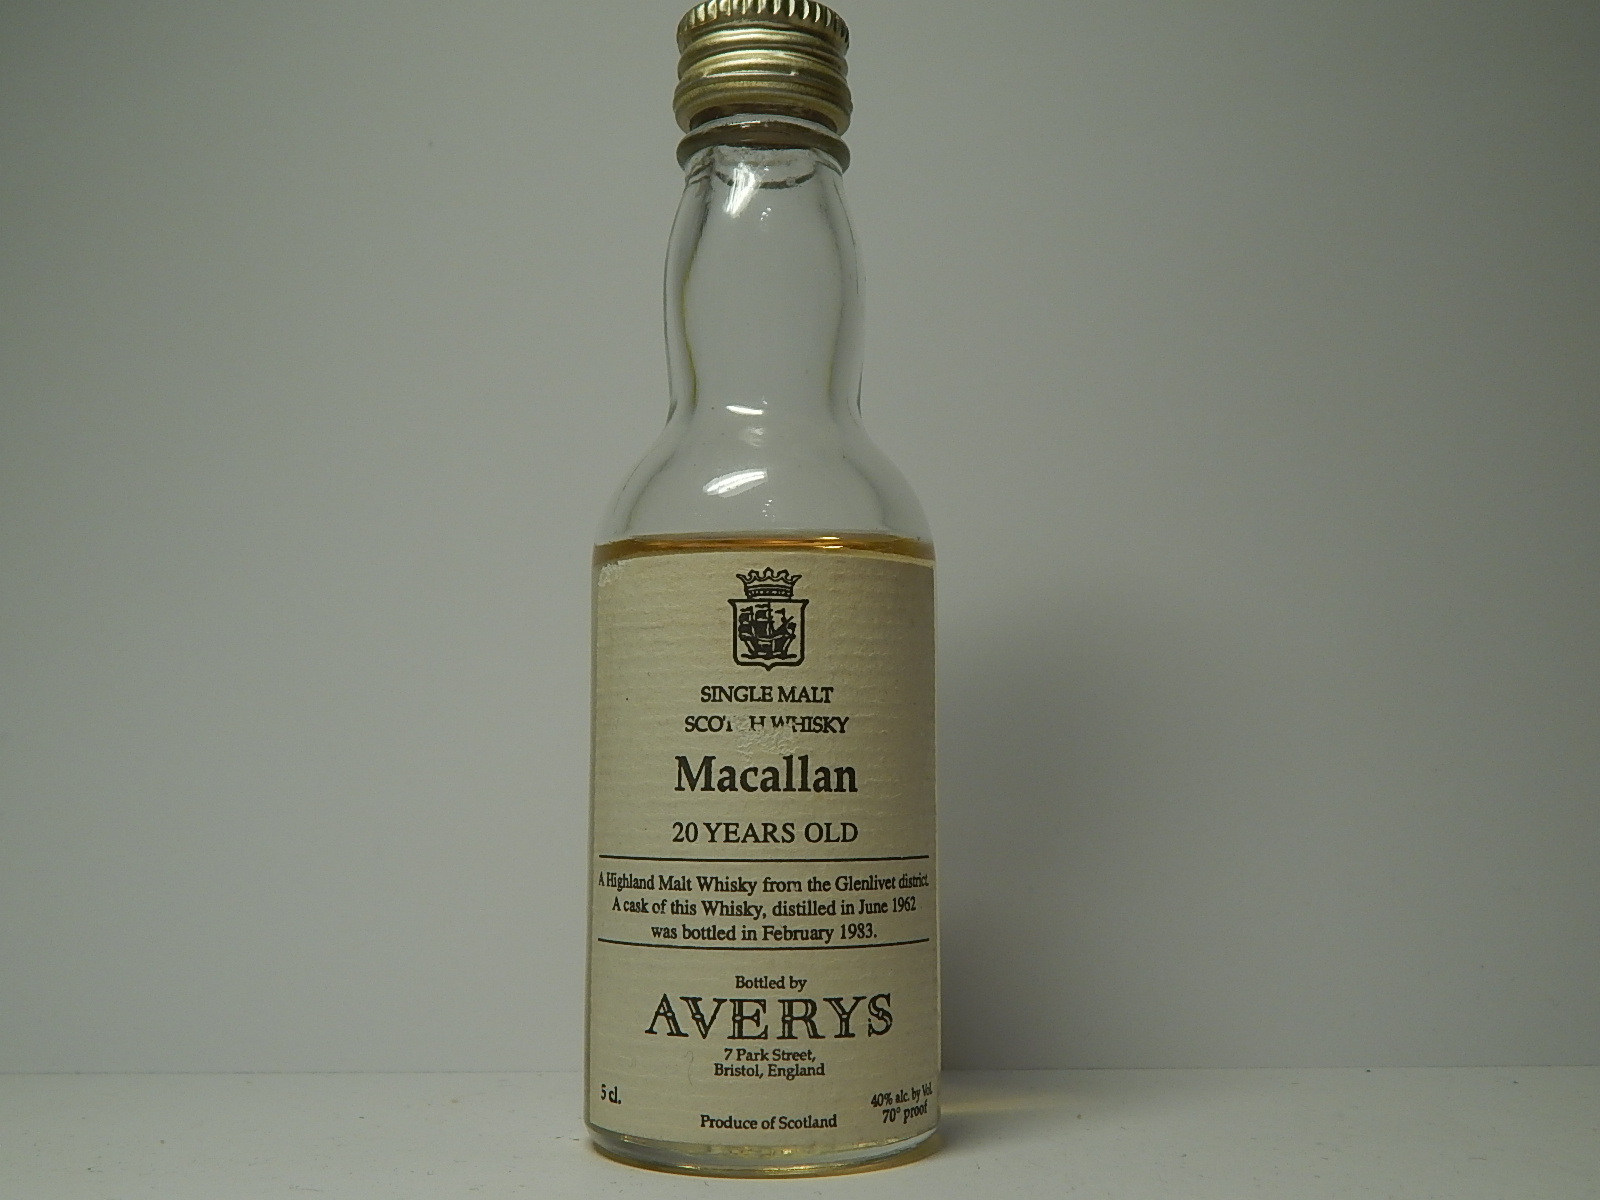 SINGLE MALT
SCOTCH WHISKY
Macallan
20 YEARS OLD
A Highland Malt Whisky from the Glenlivet district.
A cask of this Whisky, distilled in June 1962
was bottled in February 1983.
Bottled by
AVERYS
7 Park Street,
Bristol, England
5 cl.
40% alc. by Vol.
70° proof
Produce of Scotland